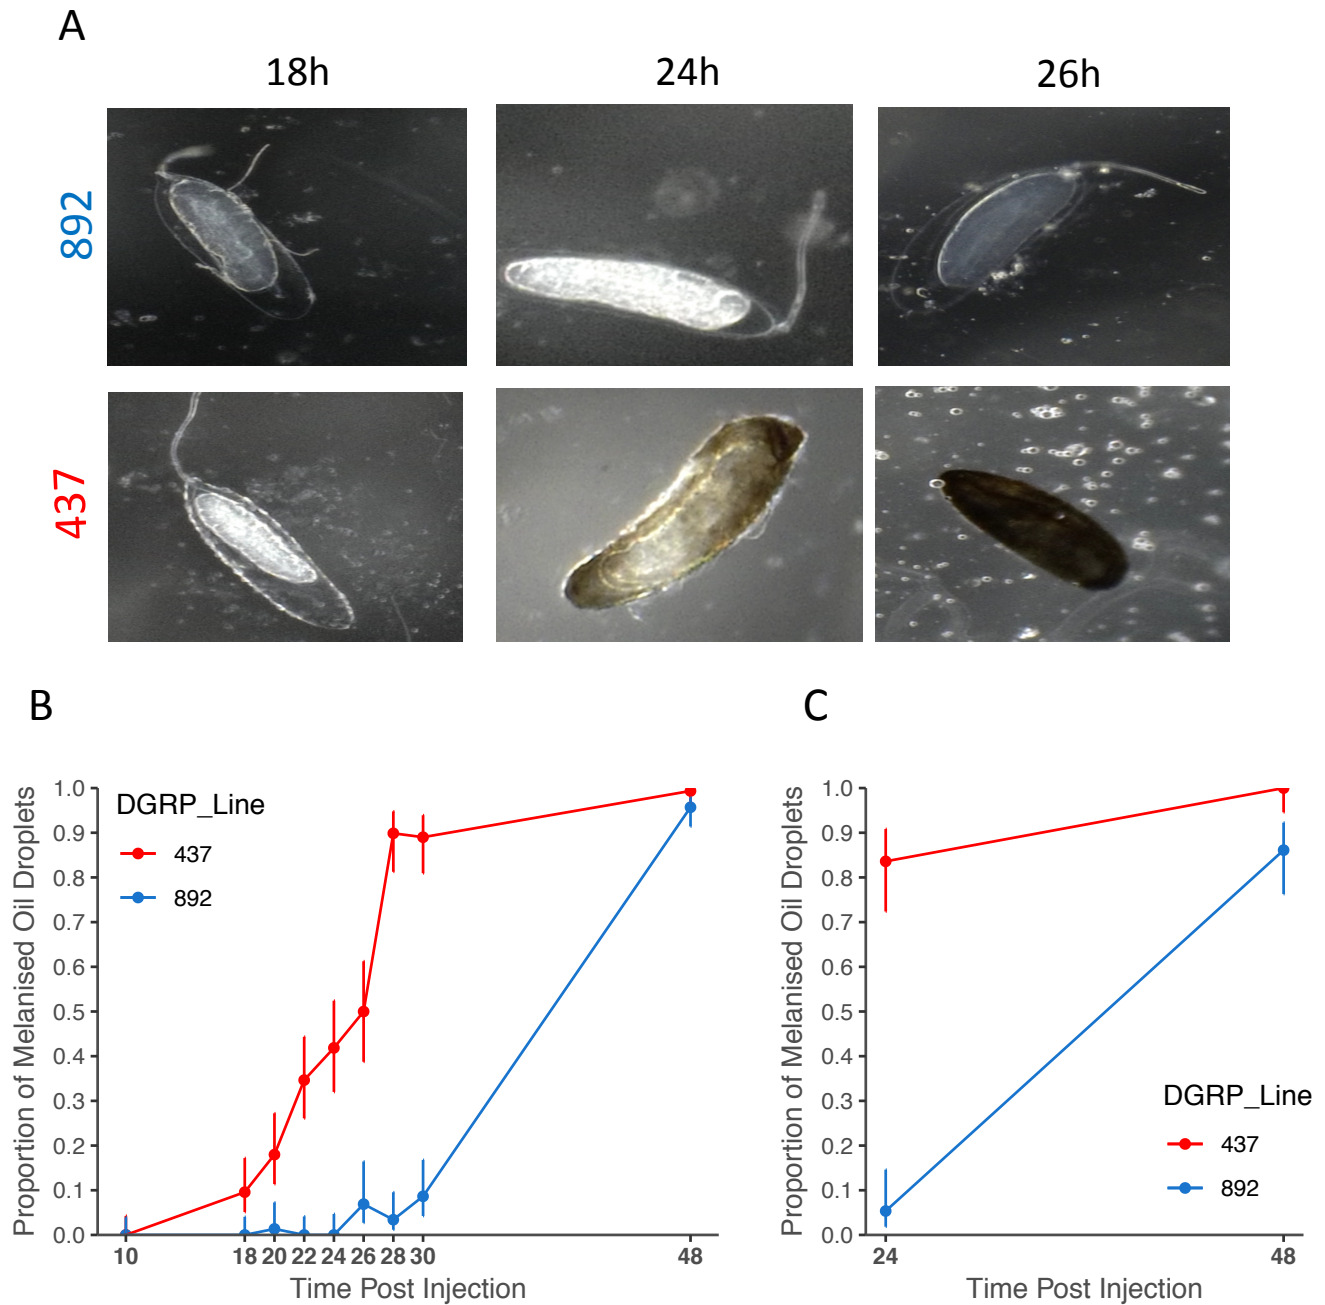 A
18h
24h
26h
892
437
B
Proportion of Melanised Oil Droplets
1.0
0.9
0.8
0.7
0.6
0.5
0.4
0.3
0.2
0.1
0.0
DGRP_Line
437
892
10 18 20 22 24 26 28 30 48
Time Post Injection
C
Proportion of Melanised Oil Droplets
1.0
0.9
0.8
0.7
0.6
0.5
0.4
0.3
0.2
0.1
0.0
DGRP_Line
437
892
24 48
Time Post Injection